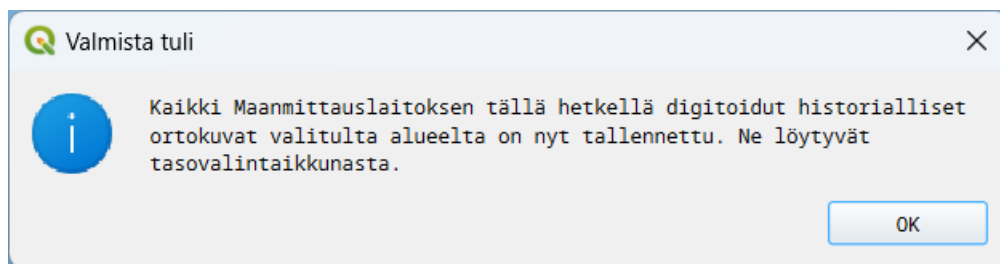 Valmista tuli
Kaikki Maanmittauslaitoksen tällä hetkellä digitoidut historialliset
ortokuvat valitulta alueelta on nyt tallennettu. Ne löytyvät
tasovalintaikkunasta.
OK